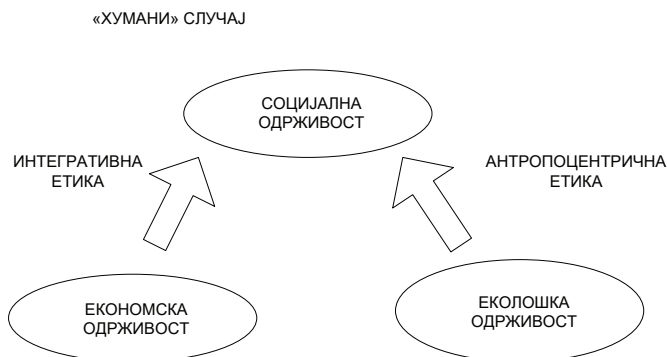 «ХУМАНИ» СЛУЧАЈ
СОЦИЈАЛНА
ОДРЖИВОСТ
ИНТЕГРАТИВНА
ЕТИКА
АНТРОПОЦЕНТРИЧНА
ЕТИКА
ЕКОНОМСКА
ОДРЖИВОСТ
ЕКОЛОШКА
ОДРЖИВОСТ